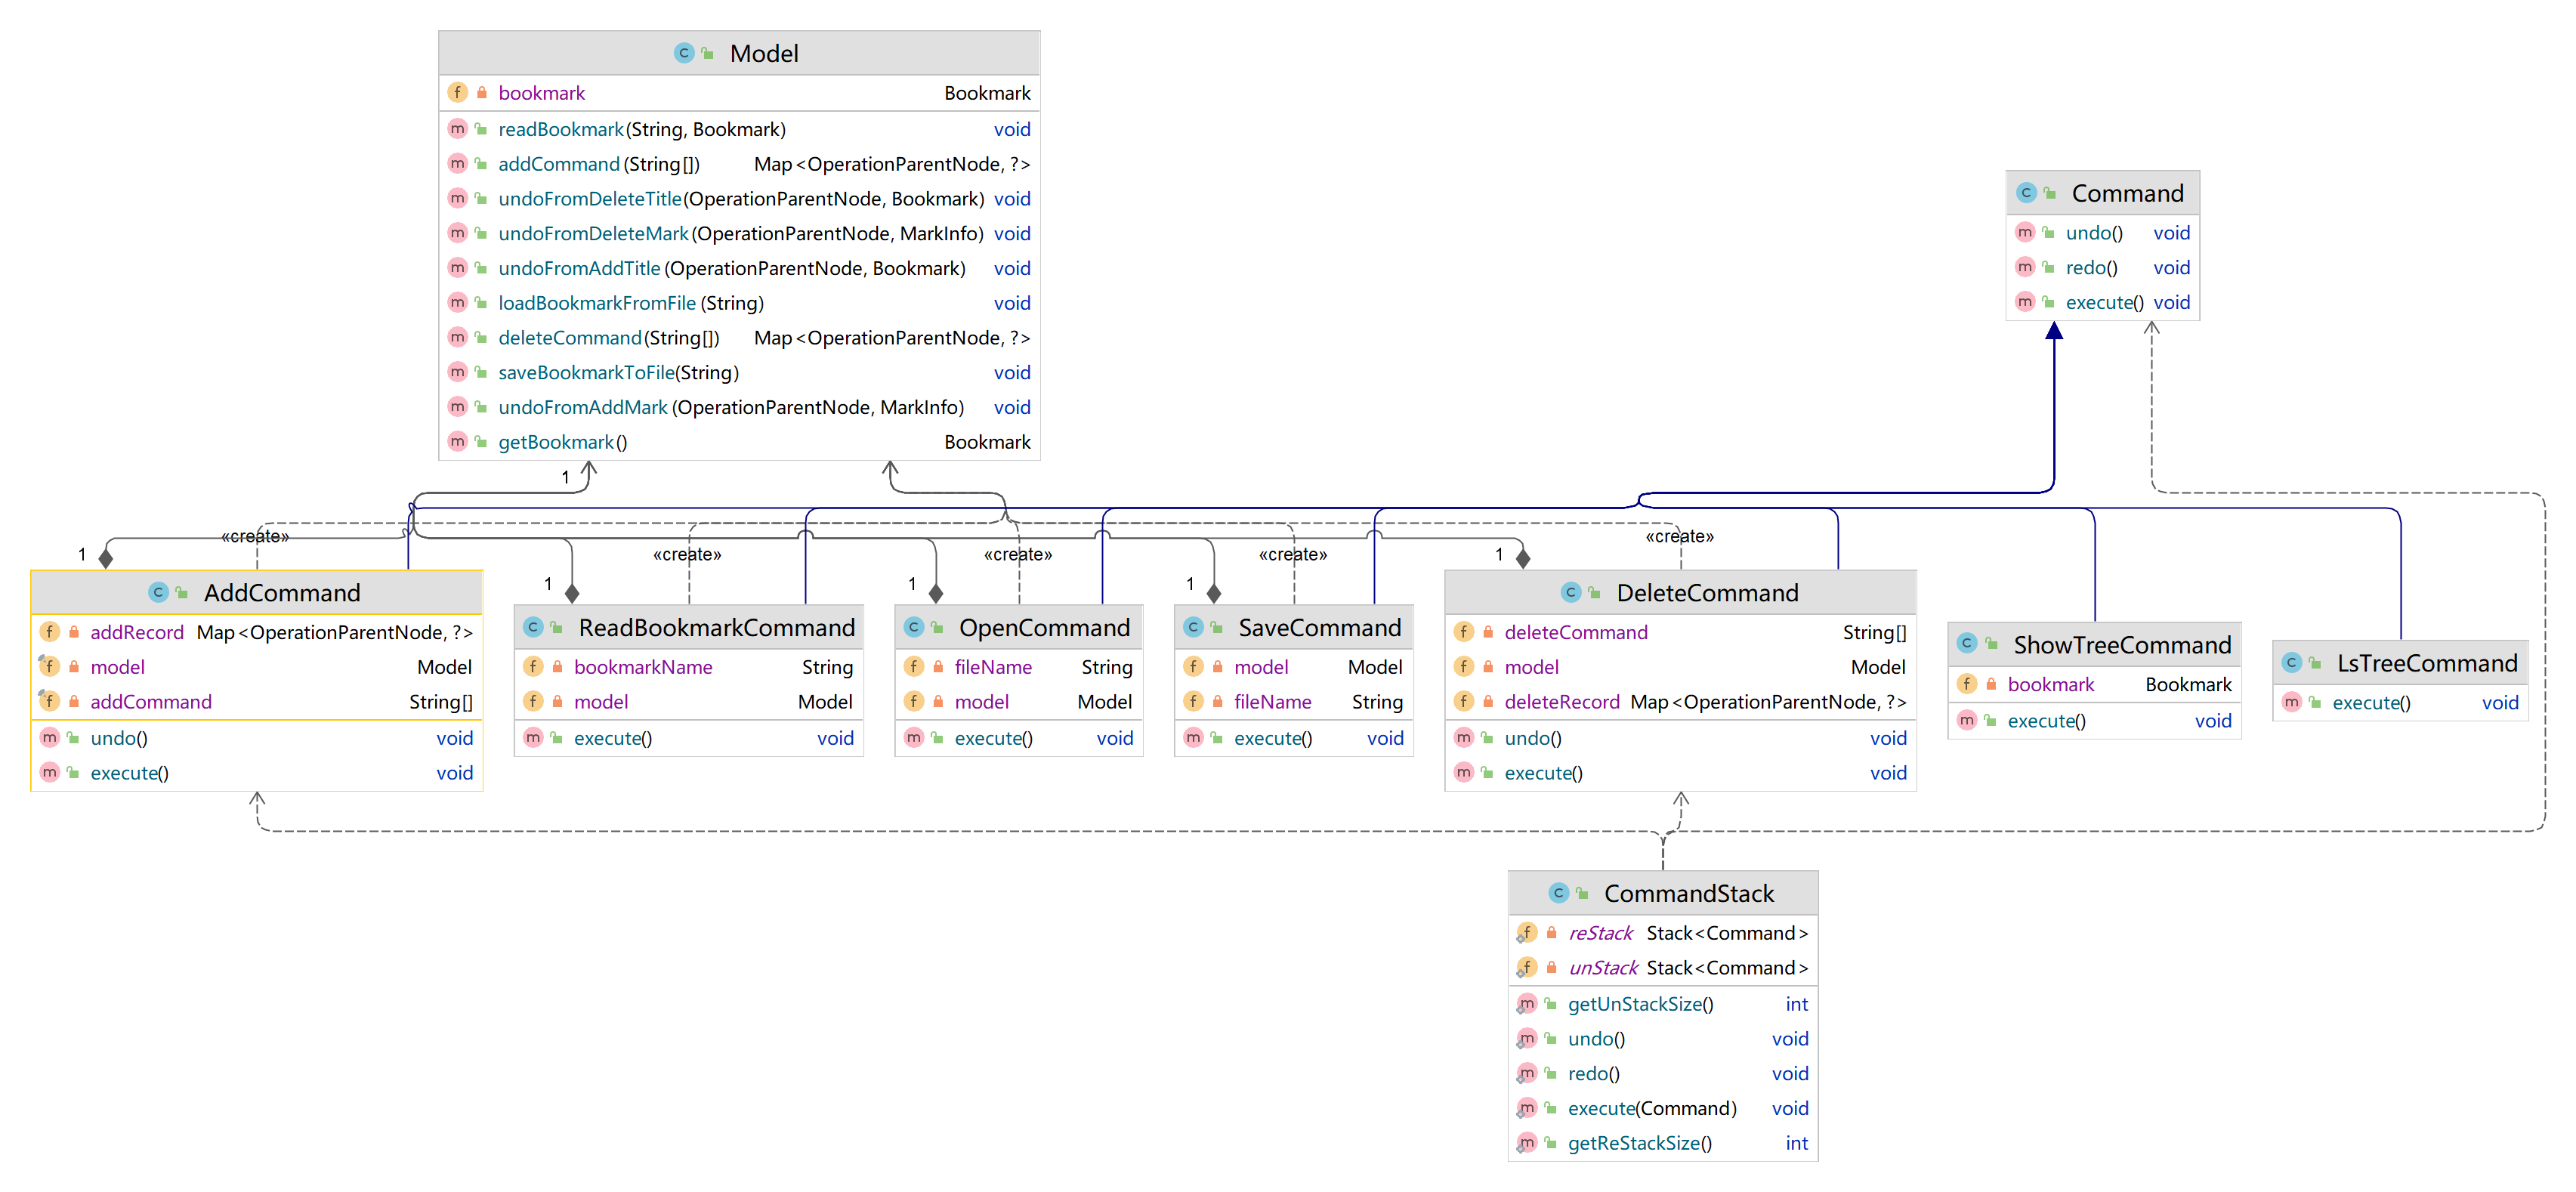 Model
f bookmark Bookmark
m readBookmark(String, Bookmark) void
m addCommand(String[]) Map<OperationParentNode, ?>
m undoFromDeleteTitle(OperationParentNode, Bookmark) void
m undoFromDeleteMark(OperationParentNode, MarkInfo) void
m undoFromAddTitle(OperationParentNode, Bookmark) void
m loadBookmarkFromFile(String) void
m deleteCommand(String[]) Map<OperationParentNode, ?>
m saveBookmarkToFile(String) void
m undoFromAddMark(OperationParentNode, MarkInfo) void
m getBookmark() Bookmark
C Command
m undo() void
m redo() void
m execute() void
1
«create»
«create»
«create»
«create»
«create»
1
1
1
1
1
C AddCommand
f addRecord Map<OperationParentNode, ?>
f model Model
f addCommand String[]
m undo() void
m execute() void
C ReadBookmarkCommand
f bookmarkName String
f model Model
m execute() void
C OpenCommand
f fileName String
f model Model
m execute() void
C SaveCommand
f model Model
f fileName String
m execute() void
C DeleteCommand
f deleteCommand String[]
f model Model
f deleteRecord Map<OperationParentNode, ?>
m undo() void
m execute() void
C ShowTreeCommand
f bookmark Bookmark
m execute() void
C LsTreeCommand
m execute() void
C CommandStack
f reStack Stack<Command>
f unStack Stack<Command>
m getUnStackSize() int
m undo() void
m redo() void
m execute(Command) void
m getReStackSize() int